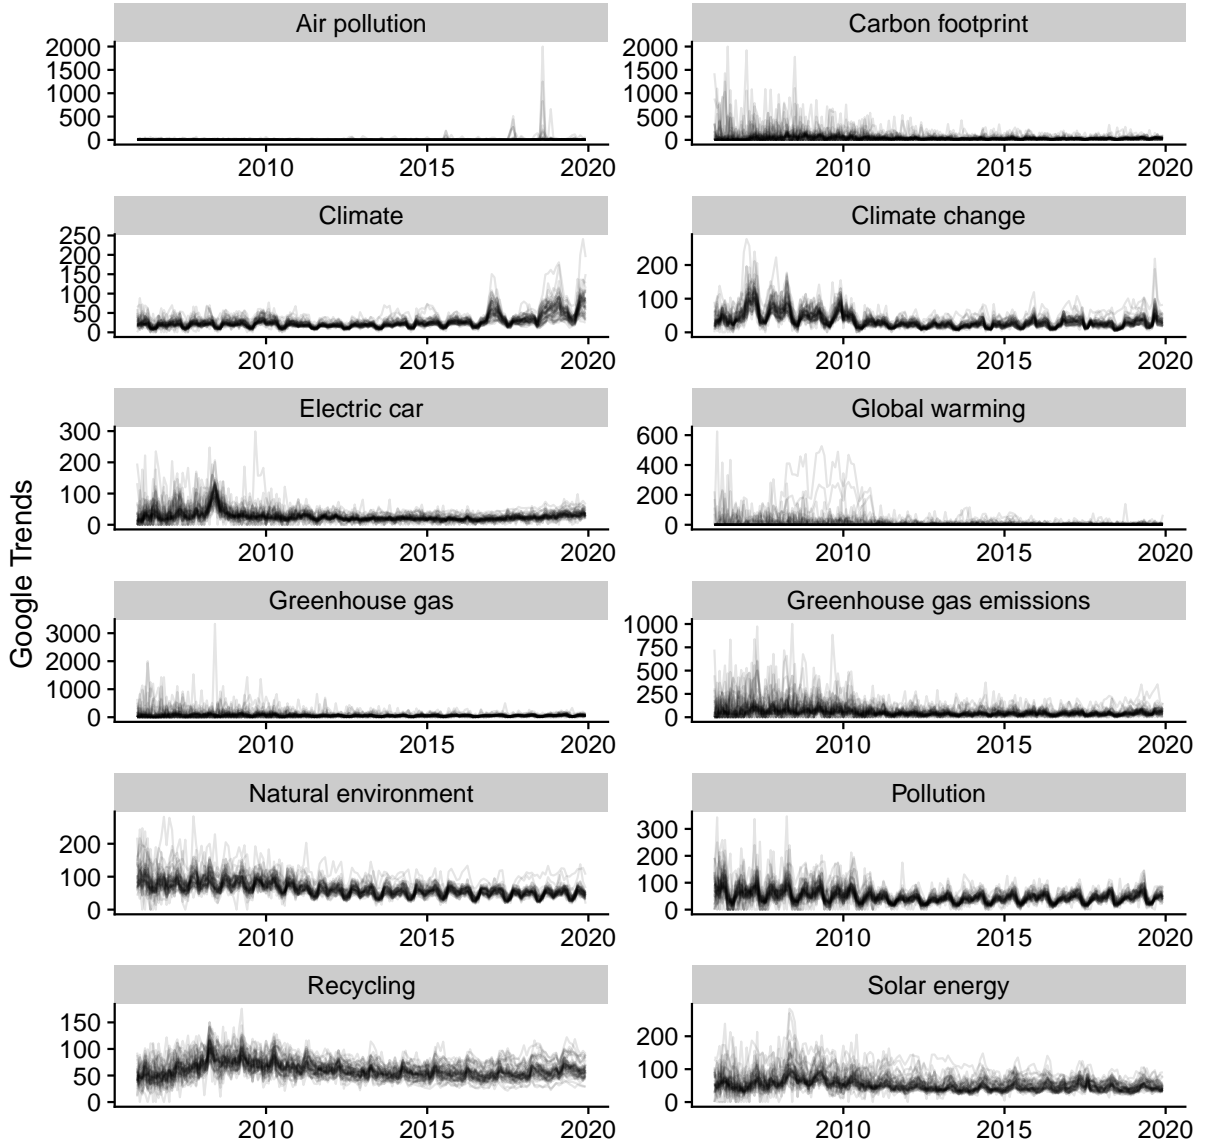 Google Trends
Air pollution
2000
1500
1000
500
0
2010 2015 2020
Carbon footprint
2000
1500
1000
500
0
2010 2015 2020
Climate
250
200
150
100
50
0
2010 2015 2020
Climate change
200
100
0
2010 2015 2020
Electric car
300
200
100
0
2010 2015 2020
Global warming
600
400
200
0
2010 2015 2020
Greenhouse gas
3000
2000
1000
0
2010 2015 2020
Greenhouse gas emissions
1000
750
500
250
0
2010 2015 2020
Natural environment
200
100
0
2010 2015 2020
Pollution
300
200
100
0
2010 2015 2020
Recycling
150
100
50
0
2010 2015 2020
Solar energy
200
100
0
2010 2015 2020